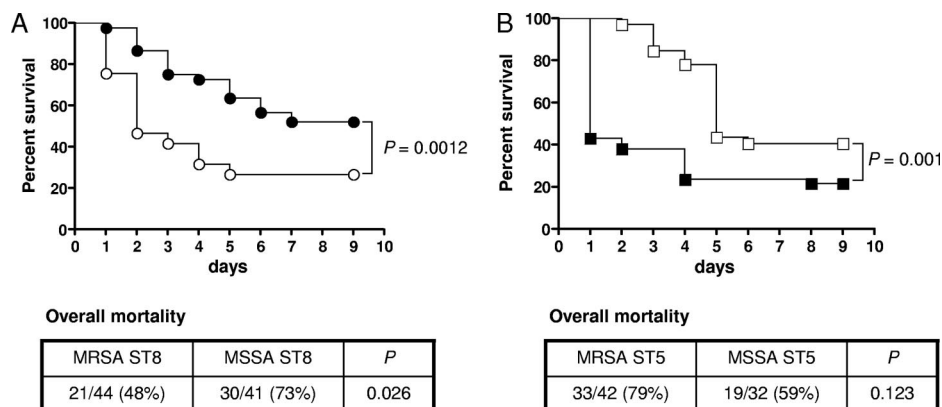 A
100
80
60
40
20
0
Percent survival
0 1 2 3 4 5 6 7 8 9 10
days
P = 0.0012
Overall mortality
MRSA ST8 MSSA ST8 P
21/44 (48%) 30/41 (73%) 0.026
B
100
80
60
40
20
0
Percent survival
0 1 2 3 4 5 6 7 8 9 10
days
P = 0.001
Overall mortality
MRSA ST5 MSSA ST5 P
33/42 (79%) 19/32 (59%) 0.123